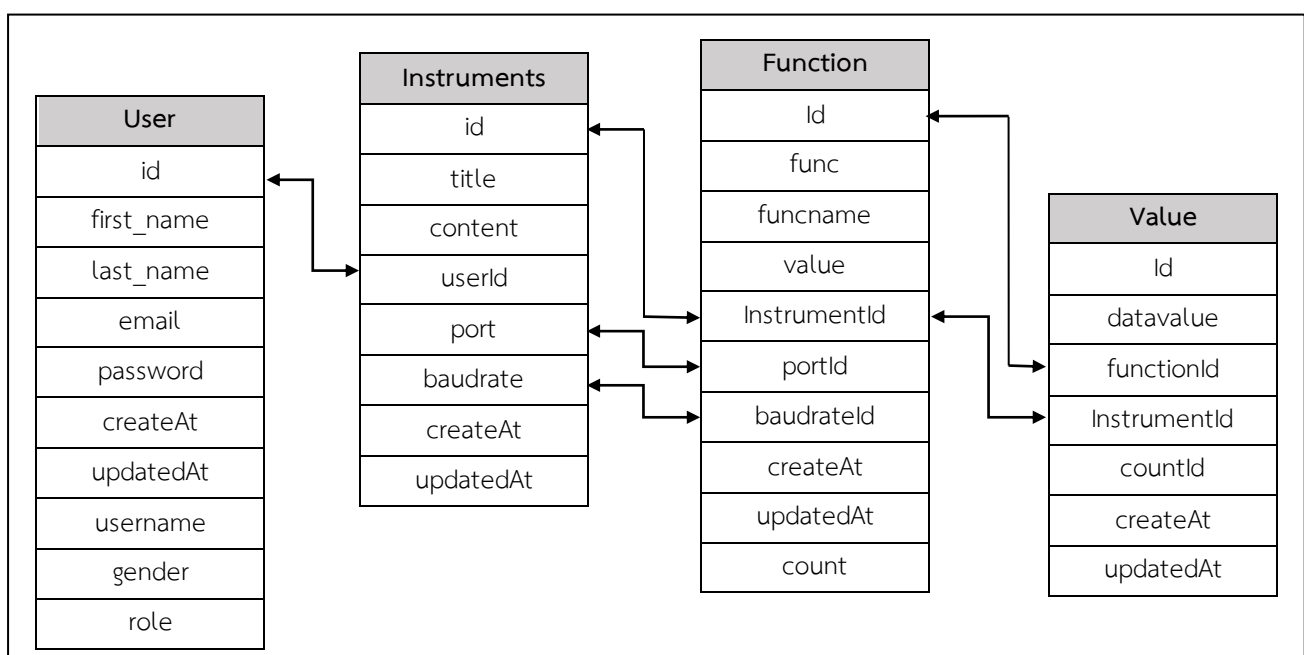 User
id
first_name
last_name
email
password
createAt
updatedAt
username
gender
role
Instruments
id
title
content
userId
port
baudrate
createAt
updatedAt
Function
Id
func
funcname
value
InstrumentId
portId
baudrateId
createAt
updatedAt
count
Value
Id
datavalue
functionId
InstrumentId
countId
createAt
updatedAt